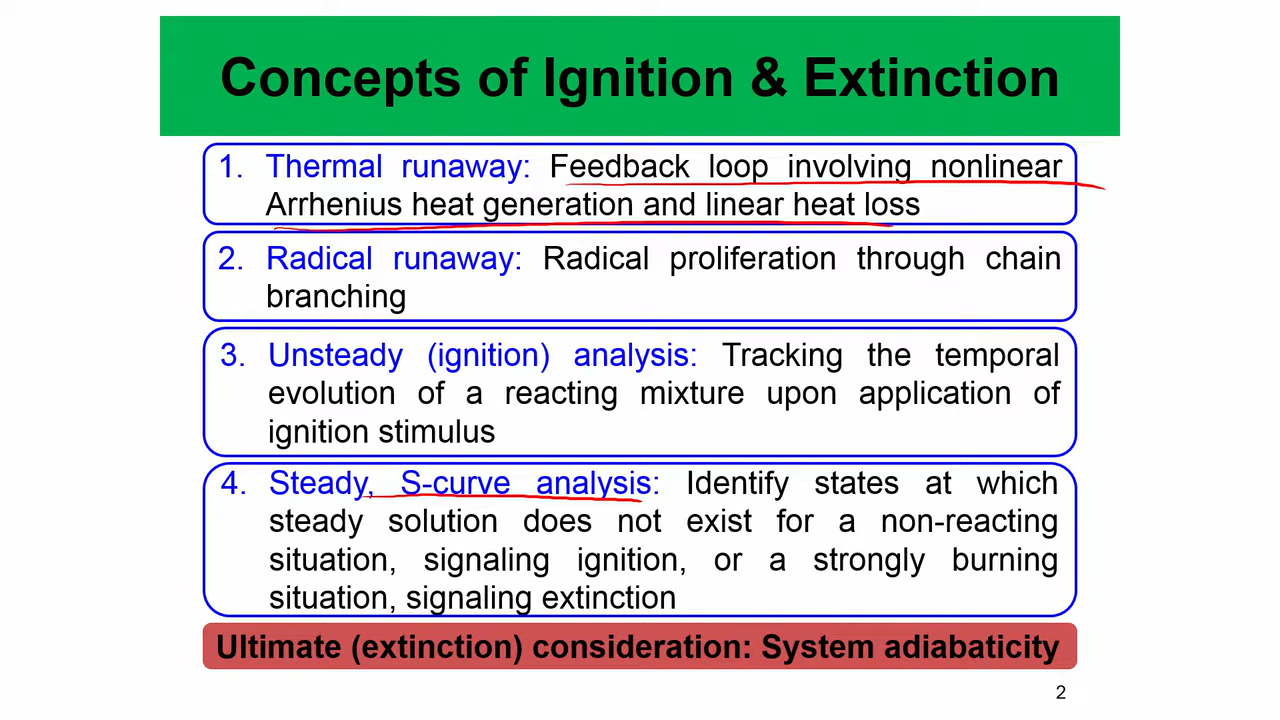 Concepts of Ignition & Extinction
1. Thermal runaway: Feedback loop involving nonlinear
Arrhenius heat generation and linear heat loss
2. Radical runaway: Radical proliferation through chain
branching
3. Unsteady (ignition) analysis: Tracking the temporal
evolution of a reacting mixture upon application of
ignition stimulus
4. Steady, S-curve analysis: Identify states at which
steady solution does not exist for a non-reacting
situation, signaling ignition, or a strongly burning
situation, signaling extinction
Ultimate (extinction) consideration: System adiabaticity
2